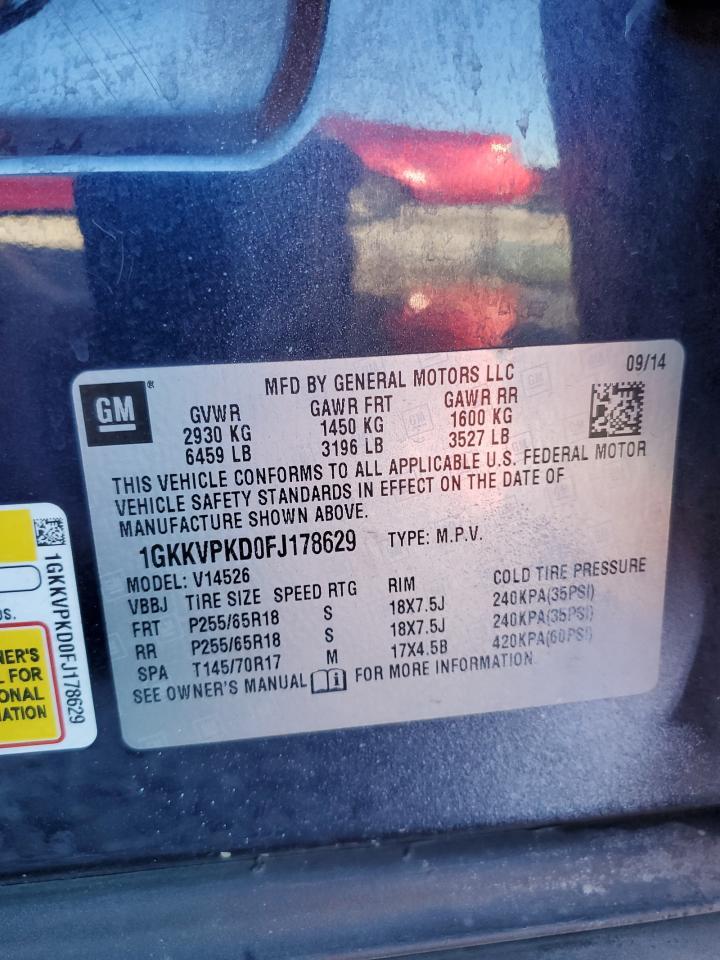 MFD BY GENERAL MOTORS LLC
09/14
GM
®
GVWR GAWR FRT GAWR RR
2930 KG 1450 KG 1600 KG
6459 LB 3196 LB 3527 LB
THIS VEHICLE CONFORMS TO ALL APPLICABLE U.S. FEDERAL MOTOR
VEHICLE SAFETY STANDARDS IN EFFECT ON THE DATE OF
MANUFACTURE SHOWN ABOVE.
1GKKVPKD0FJ178629 TYPE: M.P.V.
MODEL: V14526
VBBJ TIRE SIZE SPEED RTG RIM COLD TIRE PRESSURE
FRT P255/65R18 S 18X7.5J 240KPA(35PSI)
RR P255/65R18 S 18X7.5J 240KPA(35PSI)
SPA T145/70R17 M 17X4.5B 420KPA(60PSI)
SEE OWNER'S MANUAL FOR MORE INFORMATION
1GKKVPKD0FJ178629
NER'S
L FOR
ONAL
ATION